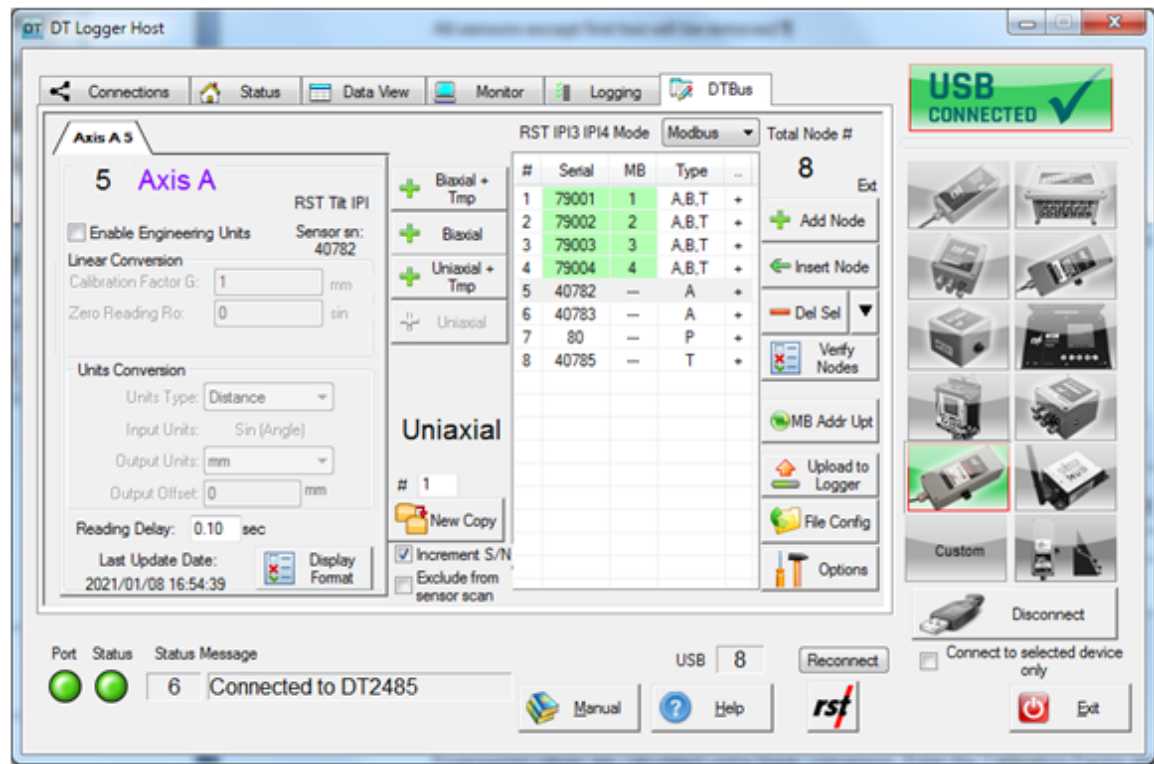 DT DT Logger Host
Connections Status Data View Monitor Logging DTBus
USB
CONNECTED
Axis A 5
RST IPI3 IPI4 Mode Modbus Total Node #
8
Ext
5 Axis A
RST Tilt IPI
Enable Engineering Units
Sensor sn:
40782
Linear Conversion
Calibration Factor G: 1 mm
Zero Reading Ro: 0 sin
Units Conversion
Units Type: Distance
Input Units: Sin (Angle)
Output Units: mm
Output Offset: 0 mm
Reading Delay: 0.10 sec
Last Update Date:
2021/01/08 16:54:39
Display
Format
Biaxial +
Tmp
Biaxial
Uniaxial +
Tmp
Uniaxial
Uniaxial
# 1
New Copy
Increment S/N
Exclude from
sensor scan
# Serial MB Type ...
1 79001 1 A,B,T +
2 79002 2 A,B,T +
3 79003 3 A,B,T +
4 79004 4 A,B,T +
5 40782 --- A +
6 40783 --- A +
7 80 --- P +
8 40785 --- T +
Add Node
Insert Node
Del Sel
Verify
Nodes
MB Addr Upt
Upload to
Logger
File Config
Options
Custom
Disconnect
Connect to selected device
only
Port Status Status Message
6 Connected to DT2485
USB 8 Reconnect
Manual Help rst Exit